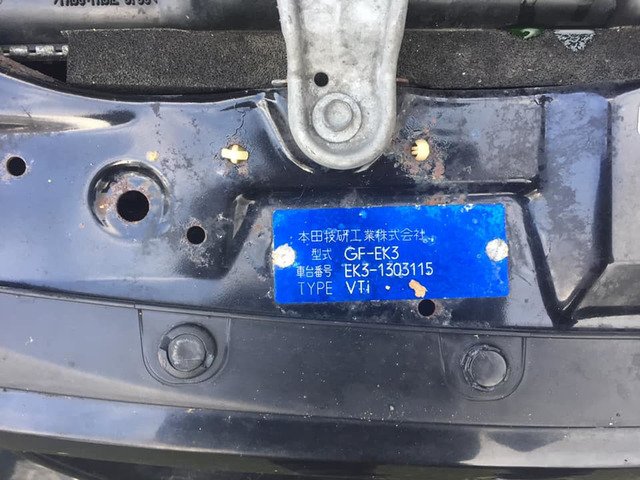 本田技研工業株式会社
型式 GF-EK3
車台番号 EK3-1303115
TYPE VTi